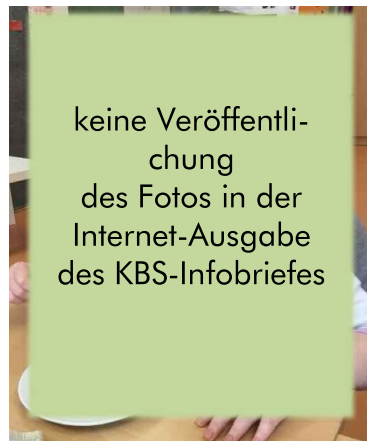 keine Veröffentli-
chung
des Fotos in der
Internet-Ausgabe
des KBS-Infobriefes